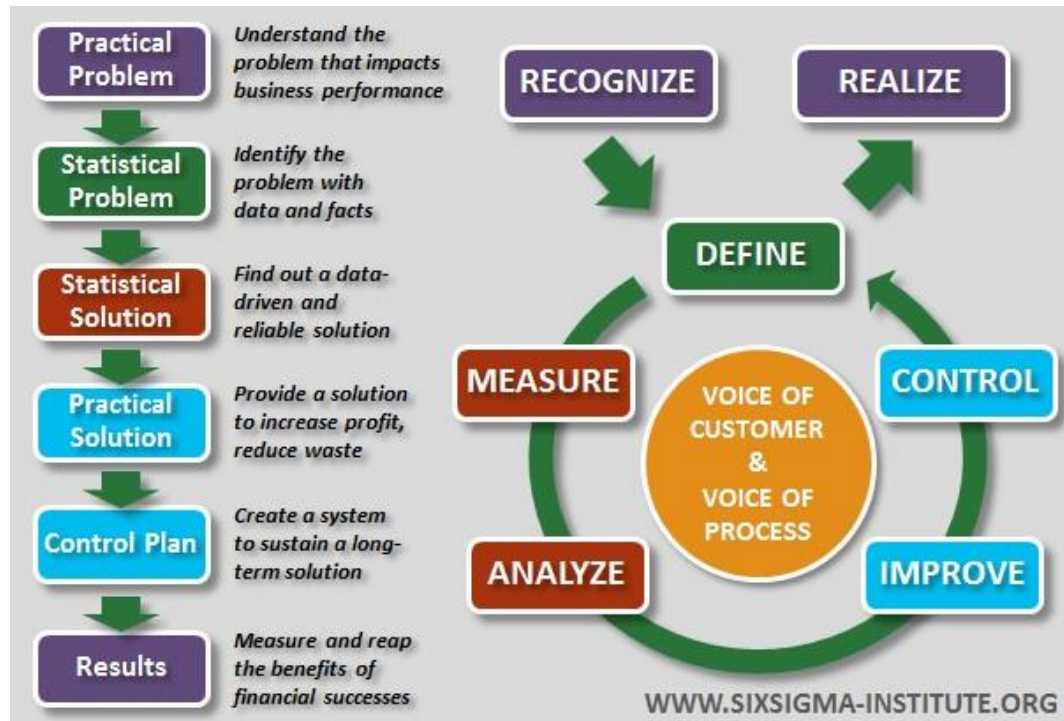 Practical
Problem
Understand the
problem that impacts
business performance
Statistical
Problem
Identify the
problem with
data and facts
Statistical
Solution
Find out a data-
driven and
reliable solution
Practical
Solution
Provide a solution
to increase profit,
reduce waste
Control Plan
Create a system
to sustain a long-
term solution
Results
Measure and reap
the benefits of
financial successes
RECOGNIZE
REALIZE
DEFINE
MEASURE
CONTROL
VOICE OF
CUSTOMER
&
VOICE OF
PROCESS
ANALYZE
IMPROVE
WWW.SIXSIGMA-INSTITUTE.ORG